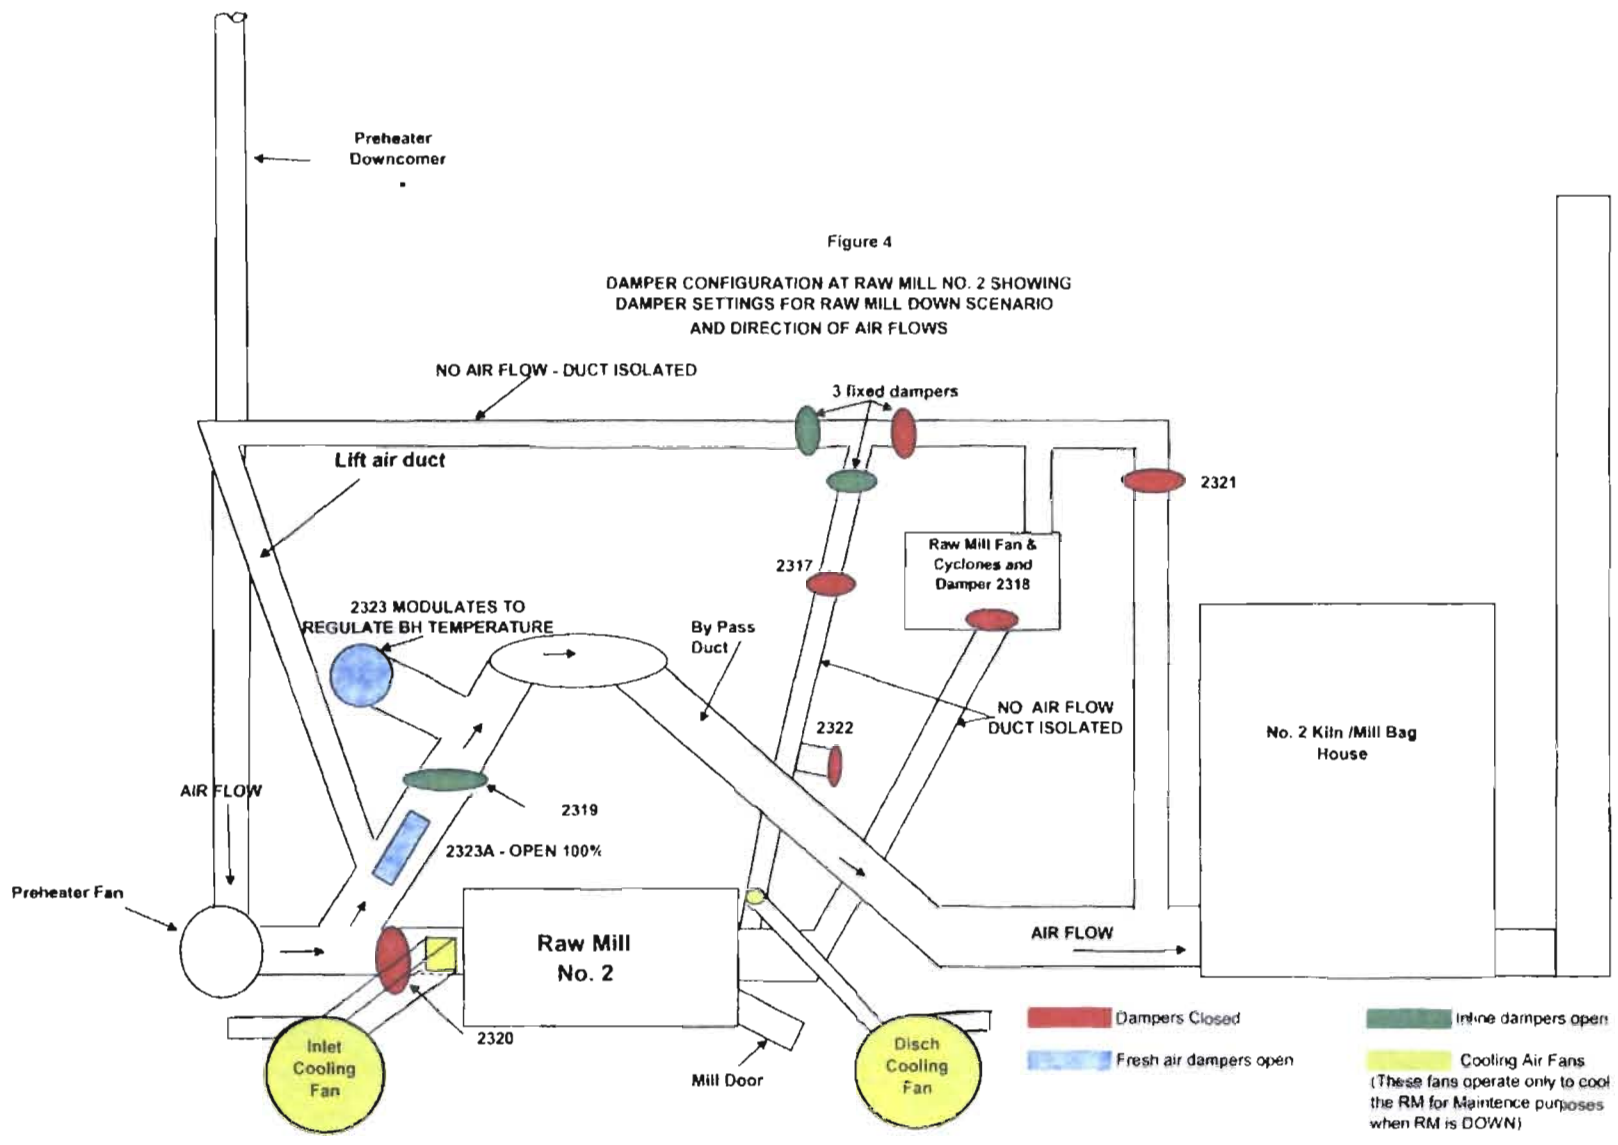 Preheater
Downcomer
Figure 4
DAMPER CONFIGURATION AT RAW MILL NO. 2 SHOWING
DAMPER SETTINGS FOR RAW MILL DOWN SCENARIO
AND DIRECTION OF AIR FLOWS
NO AIR FLOW - DUCT ISOLATED
3 fixed dampers
Lift air duct
2321
Raw Mill Fan &
Cyclones and
Damper 2318
2317
2323 MODULATES TO
REGULATE BH TEMPERATURE
By Pass
Duct
NO AIR FLOW
DUCT ISOLATED
2322
No. 2 Kiln /Mill Bag
House
AIR FLOW
2319
2323A - OPEN 100%
Preheater Fan
Raw Mill
No. 2
AIR FLOW
2320
Inlet
Cooling
Fan
Disch
Cooling
Fan
Mill Door
Dampers Closed
Inline dampers open
Fresh air dampers open
Cooling Air Fans
(These fans operate only to cool
the RM for Maintence purposes
when RM is DOWN)